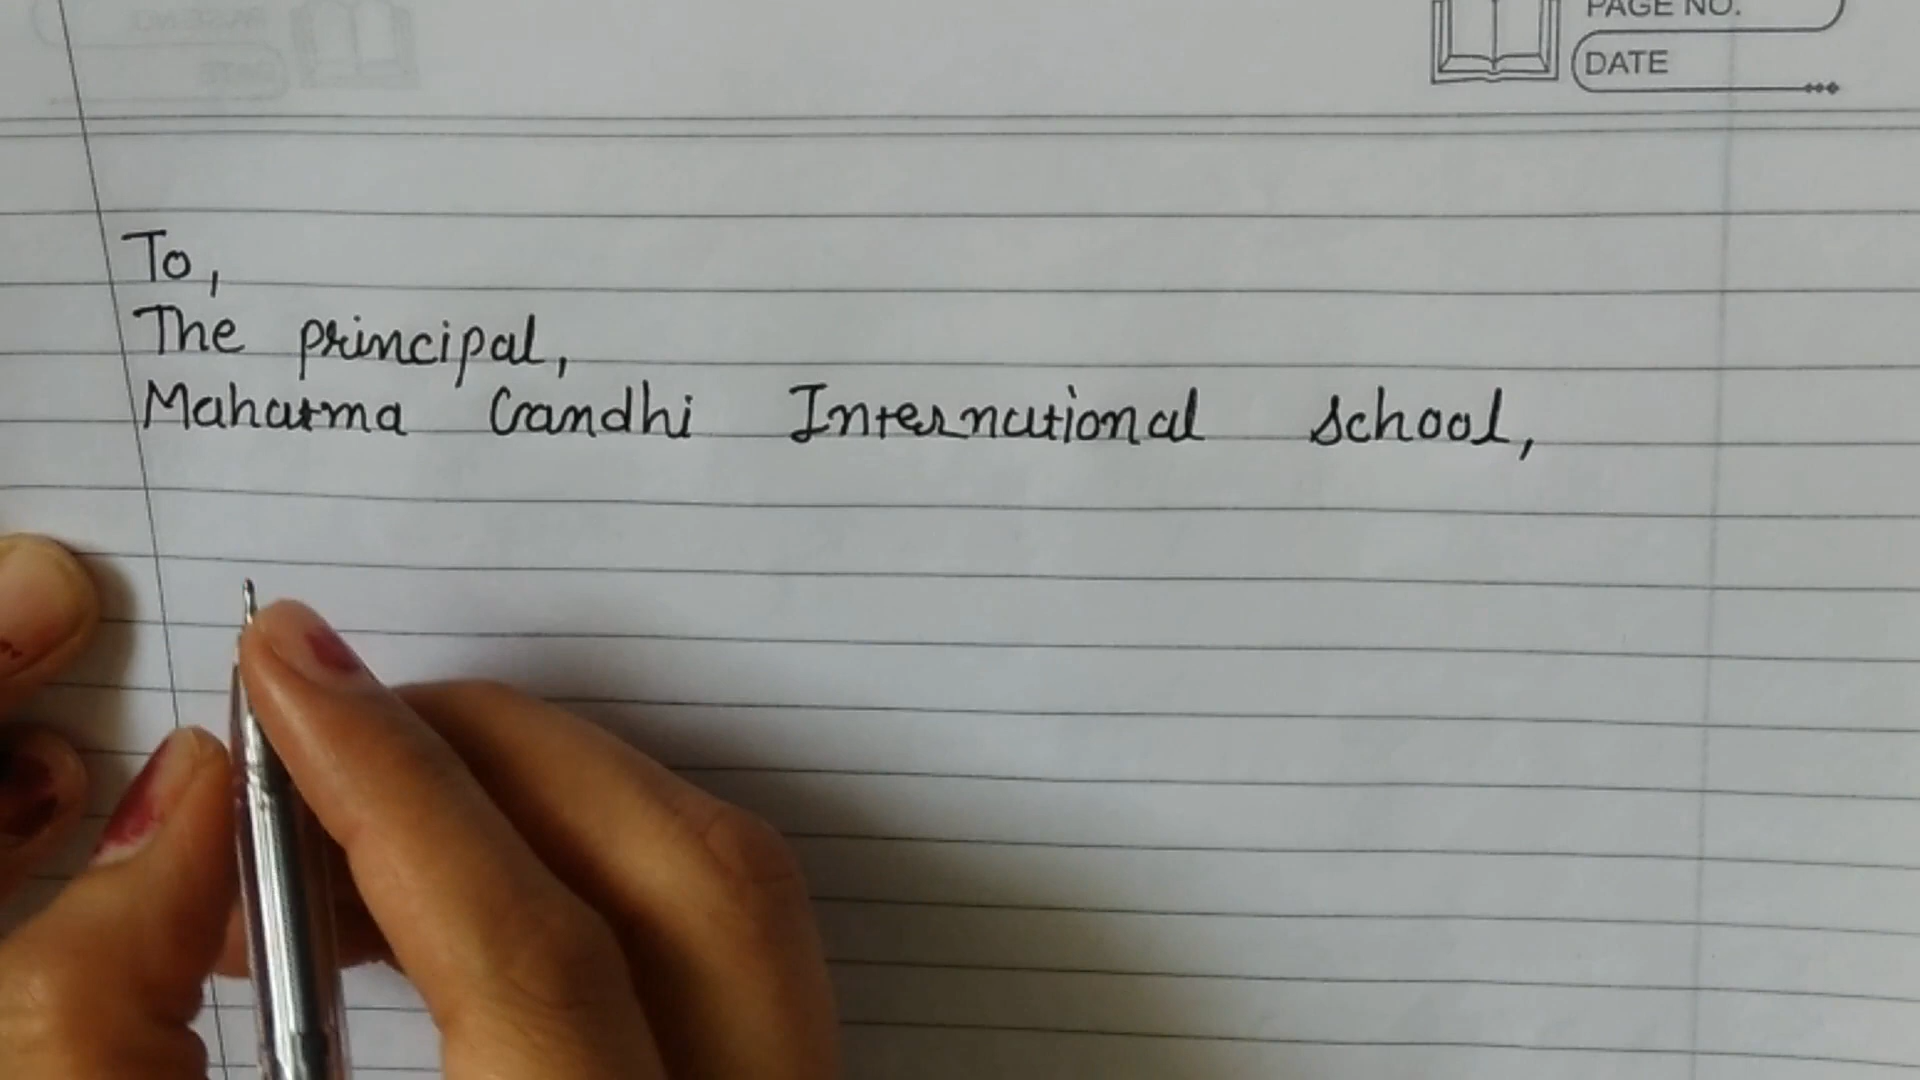 PAGE NO.
DATE
To,
The principal,
Mahatma Gandhi International school,